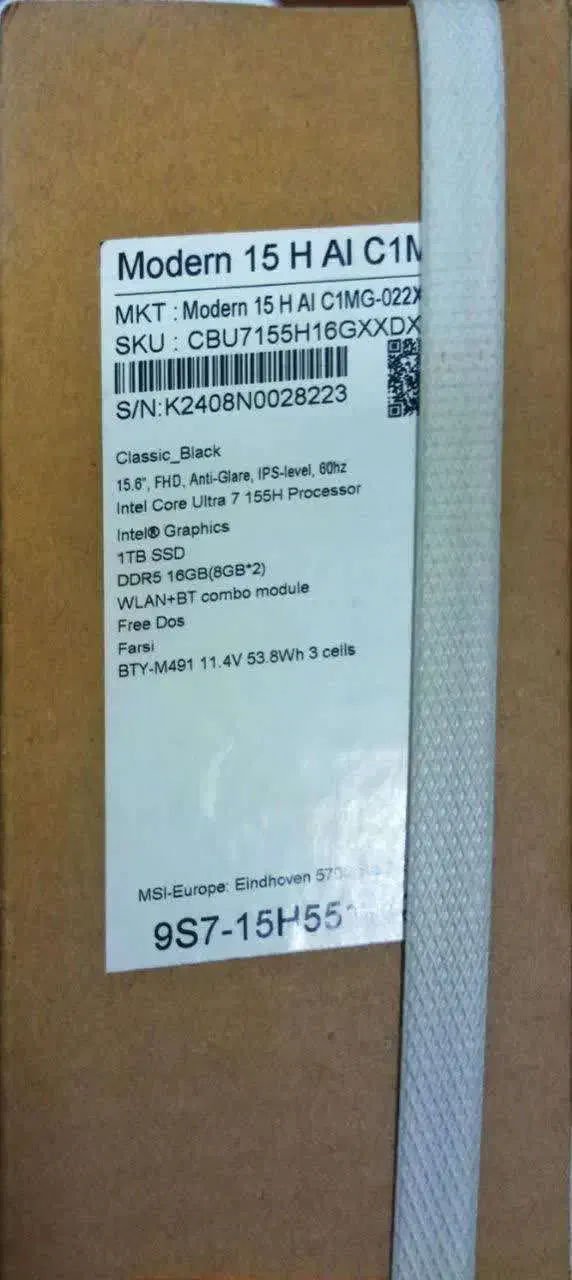 Modern 15 H AI C1M
MKT : Modern 15 H AI C1MG-022X
SKU : CBU7155H16GXXDX
S/N:K2408N0028223
Classic_Black
15.6", FHD, Anti-Glare, IPS-level, 60hz
Intel Core Ultra 7 155H Processor
Intel® Graphics
1TB SSD
DDR5 16GB(8GB*2)
WLAN+BT combo module
Free Dos
Farsi
BTY-M491 11.4V 53.8Wh 3 cells
MSI-Europe: Eindhoven
9S7-15H55